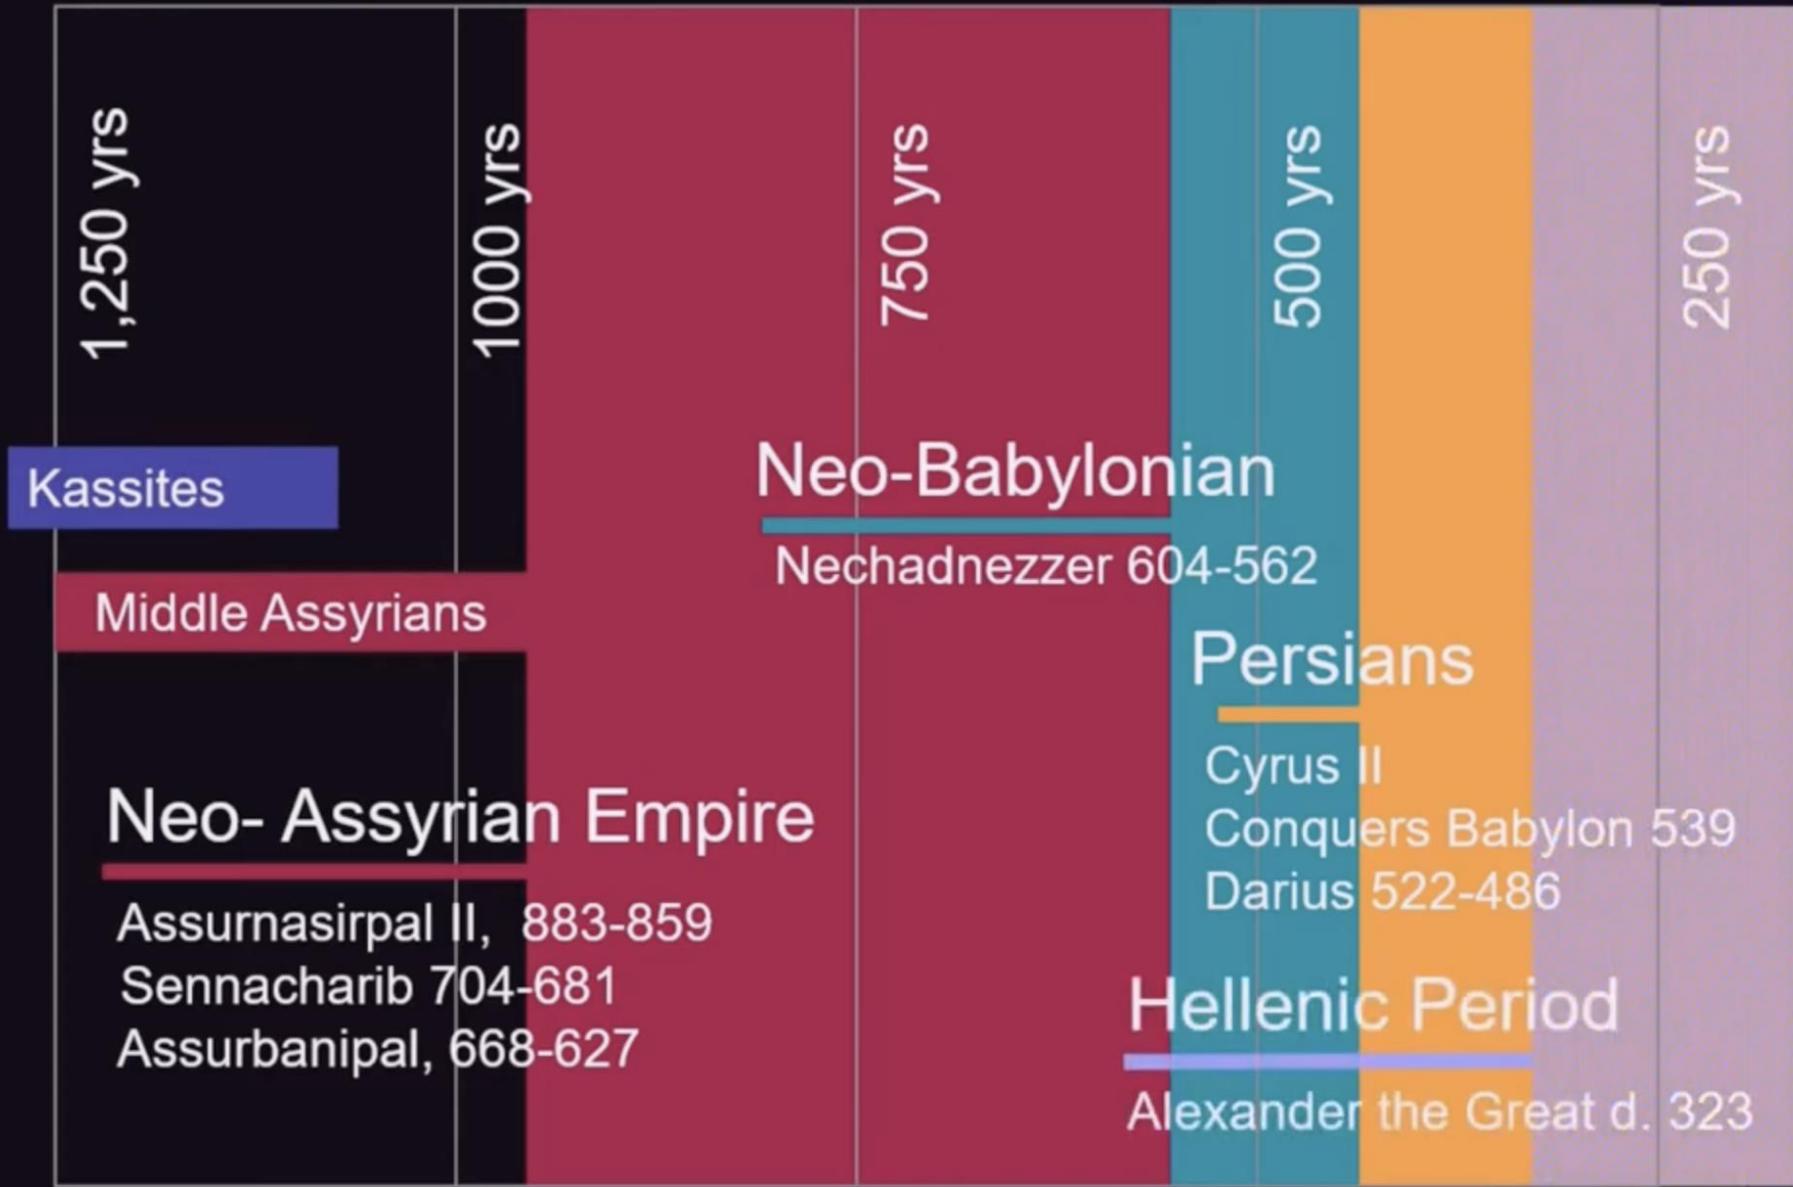 1,250 yrs
1000 yrs
750 yrs
500 yrs
250 yrs
Kassites
Middle Assyrians
Neo- Assyrian Empire
Assurnasirpal II, 883-859
Sennacharib 704-681
Assurbanipal, 668-627
Neo-Babylonian
Nechadnezzer 604-562
Persians
Cyrus II
Conquers Babylon 539
Darius 522-486
Hellenic Period
Alexander the Great d. 323